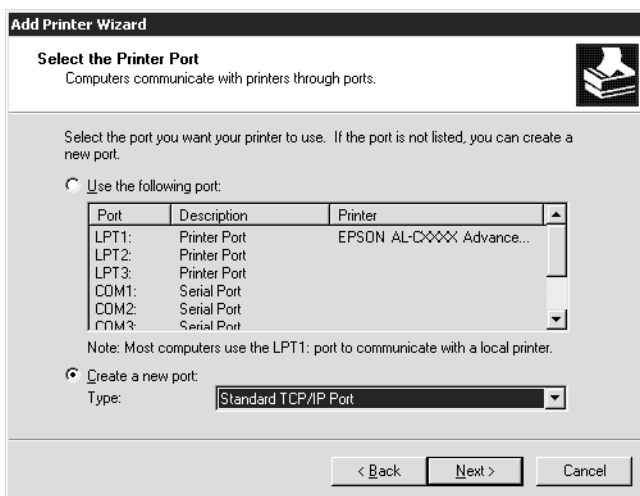 Add Printer Wizard
Select the Printer Port
Computers communicate with printers through ports.
Select the port you want your printer to use. If the port is not listed, you can create a
new port.
Use the following port:
Port Description Printer
LPT1: Printer Port EPSON AL-CXXXX Advance...
LPT2: Printer Port
LPT3: Printer Port
COM1: Serial Port
COM2: Serial Port
COM3: Serial Port
Note: Most computers use the LPT1: port to communicate with a local printer.
Create a new port:
Type: Standard TCP/IP Port
< Back Next > Cancel